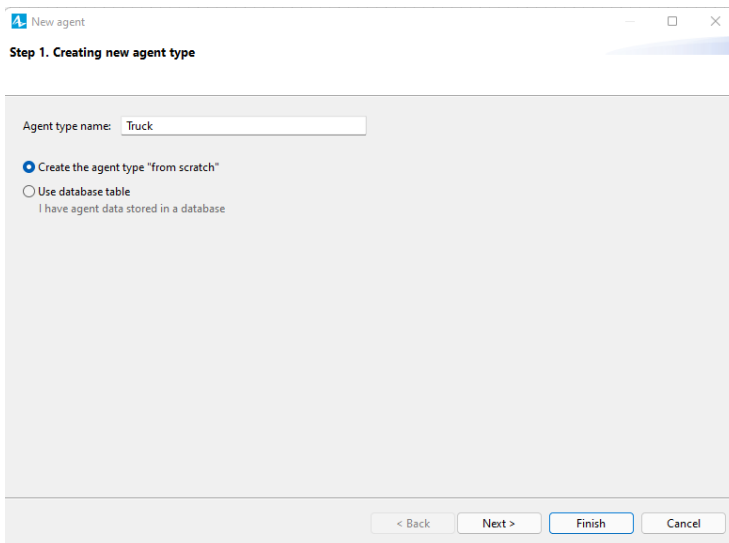 New agent
Step 1. Creating new agent type
Agent type name: Truck
Create the agent type "from scratch"
Use database table
I have agent data stored in a database
< Back Next > Finish Cancel